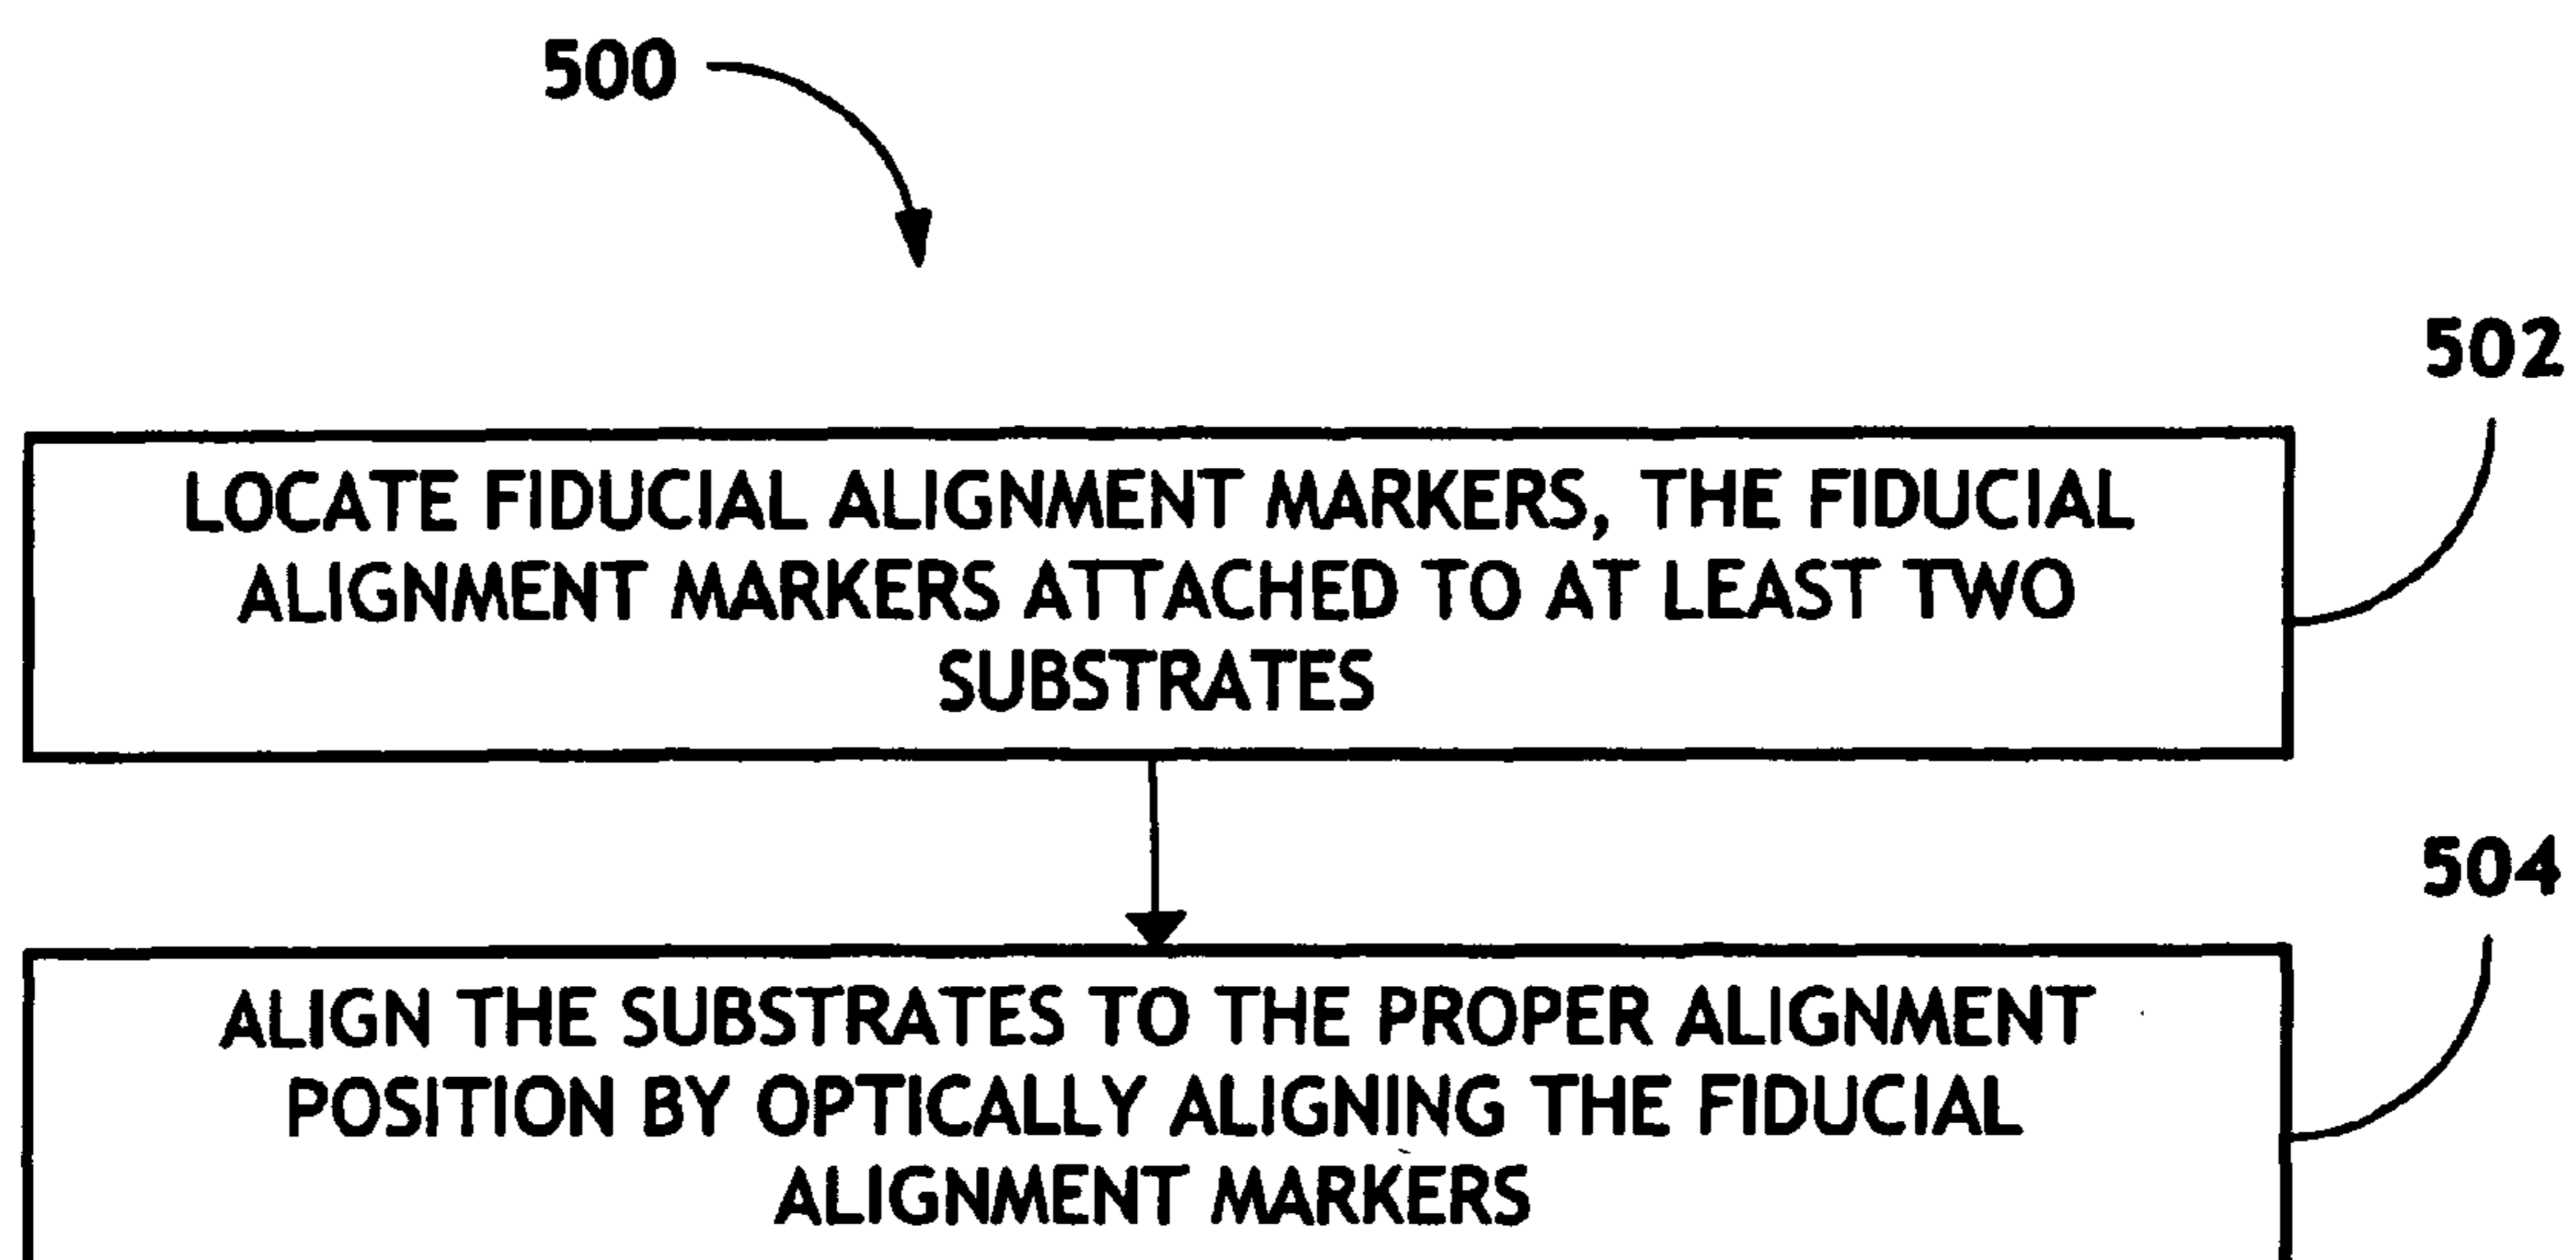 500
502
LOCATE FIDUCIAL ALIGNMENT MARKERS, THE FIDUCIAL
ALIGNMENT MARKERS ATTACHED TO AT LEAST TWO
SUBSTRATES
504
ALIGN THE SUBSTRATES TO THE PROPER ALIGNMENT
POSITION BY OPTICALLY ALIGNING THE FIDUCIAL
ALIGNMENT MARKERS